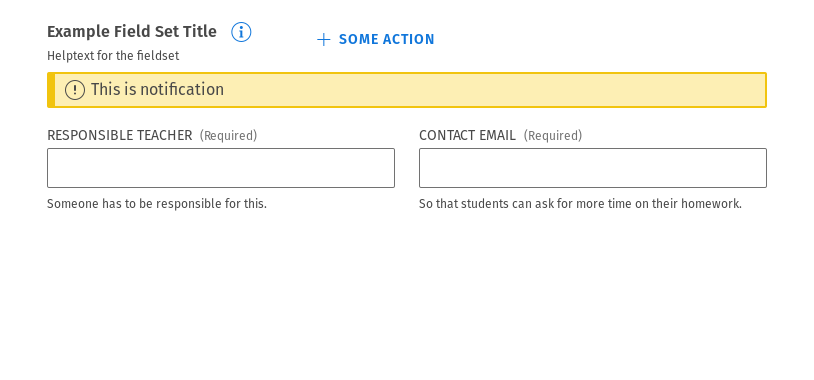 Example Field Set Title
+ SOME ACTION
Helptext for the fieldset
This is notification
RESPONSIBLE TEACHER (Required)
CONTACT EMAIL (Required)
Someone has to be responsible for this.
So that students can ask for more time on their homework.